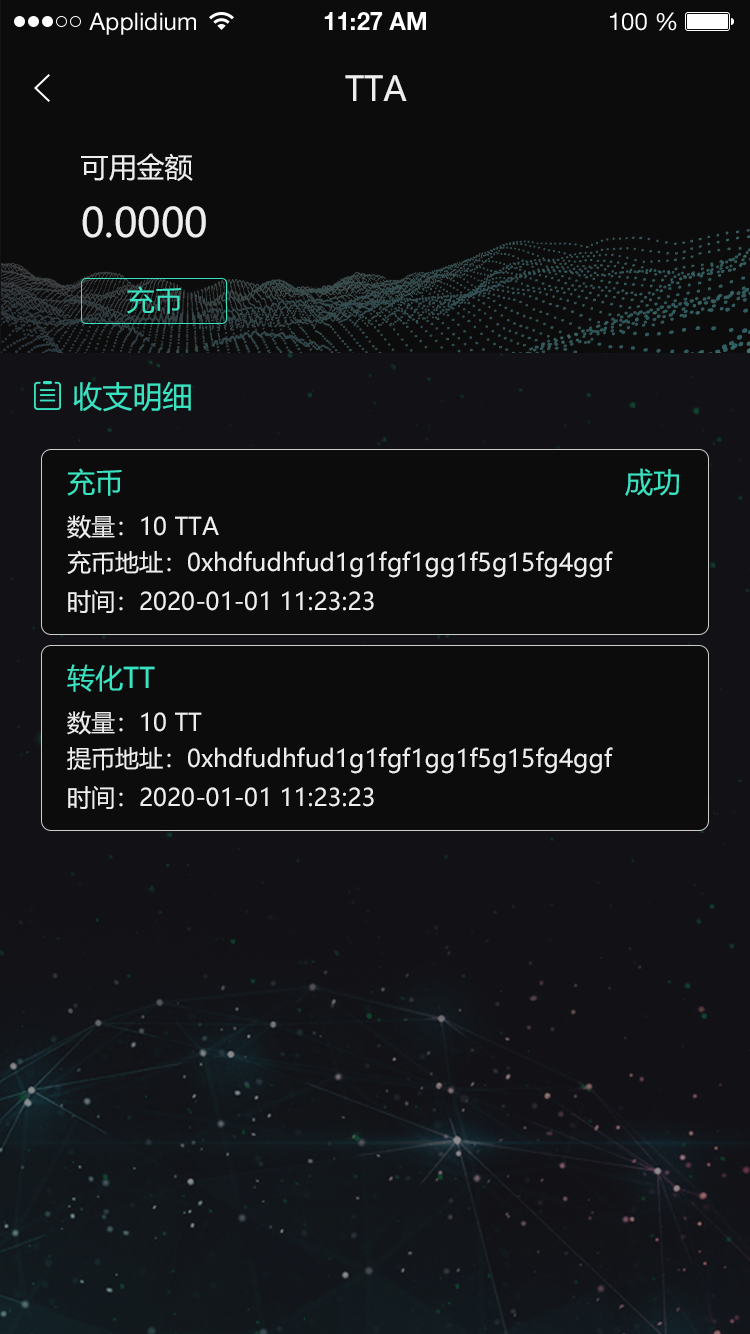 Applidium 11:27 AM 100 %
TTA
可用金额
0.0000
充币
收支明细
充币 成功
数量：10 TTA
充币地址：0xhdfudhfud1g1fgf1gg1f5g15fg4ggf
时间：2020-01-01 11:23:23
转化TT
数量：10 TT
提币地址：0xhdfudhfud1g1fgf1gg1f5g15fg4ggf
时间：2020-01-01 11:23:23